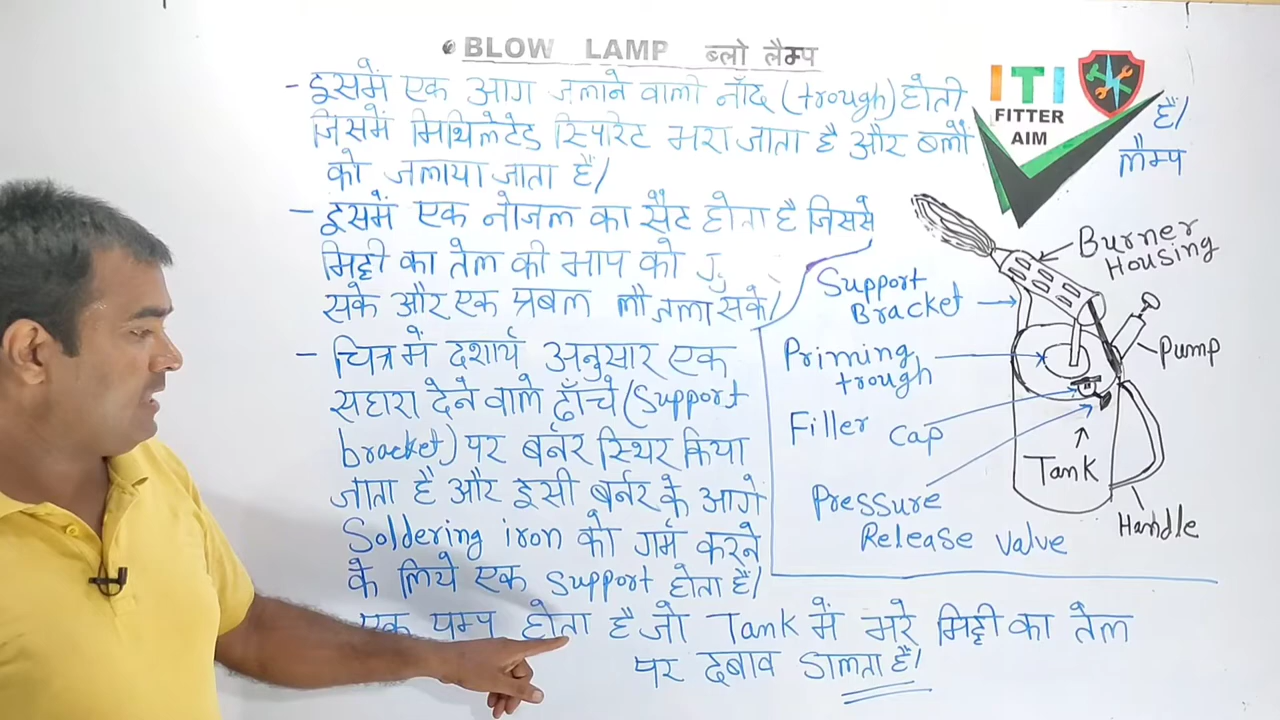 • BLOW LAMP ब्लो लैम्प
- इसमें एक आग जलाने वाली नाँद (trough) होती है।
जिसमें मिथिलेटेड स्पिरिट भरा जाता है और ब्लौ लैम्प
को जलाया जाता है।
- इसमें एक नोजल का सैट होता है जिससे
मिट्टी का तेल की भाप को
सके और एक प्रबल लौ जला सके।
- चित्र में दर्शाये अनुसार एक
सहारा देने वाले ढाँचे (Support
bracket) पर बर्नर स्थिर किया
जाता है और इसी बर्नर के आगे
Soldering iron को गर्म करने
के लिये एक support होता है।
एक पम्प होता है जो Tank में भरे मिट्टी का तेल
पर दबाव डालता है।
ITI
FITTER
AIM
Burner
Housing
Support
Bracket
Pump
Priming
trough
Filler Cap
Tank
Pressure
Release valve
Handle